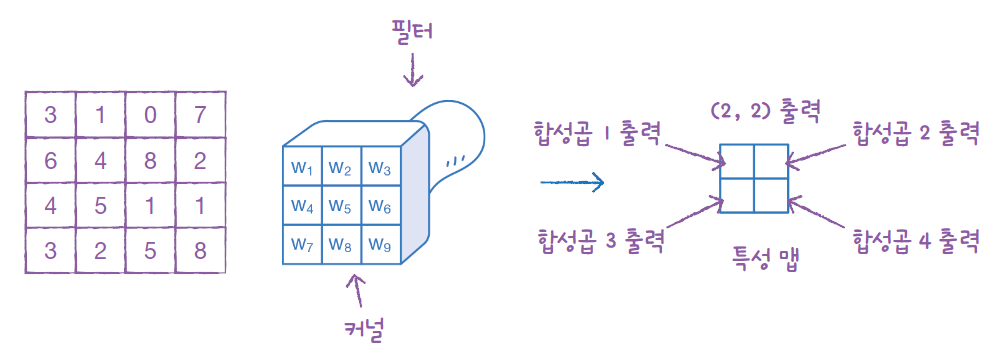 필터
3 1 0 7
6 4 8 2
4 5 1 1
3 2 5 8
w₁ w₂ w₃
w₄ w₅ w₆
w₇ w₈ w₉
커널
(2, 2) 출력
합성곱 1 출력
합성곱 2 출력
합성곱 3 출력
합성곱 4 출력
특성 맵